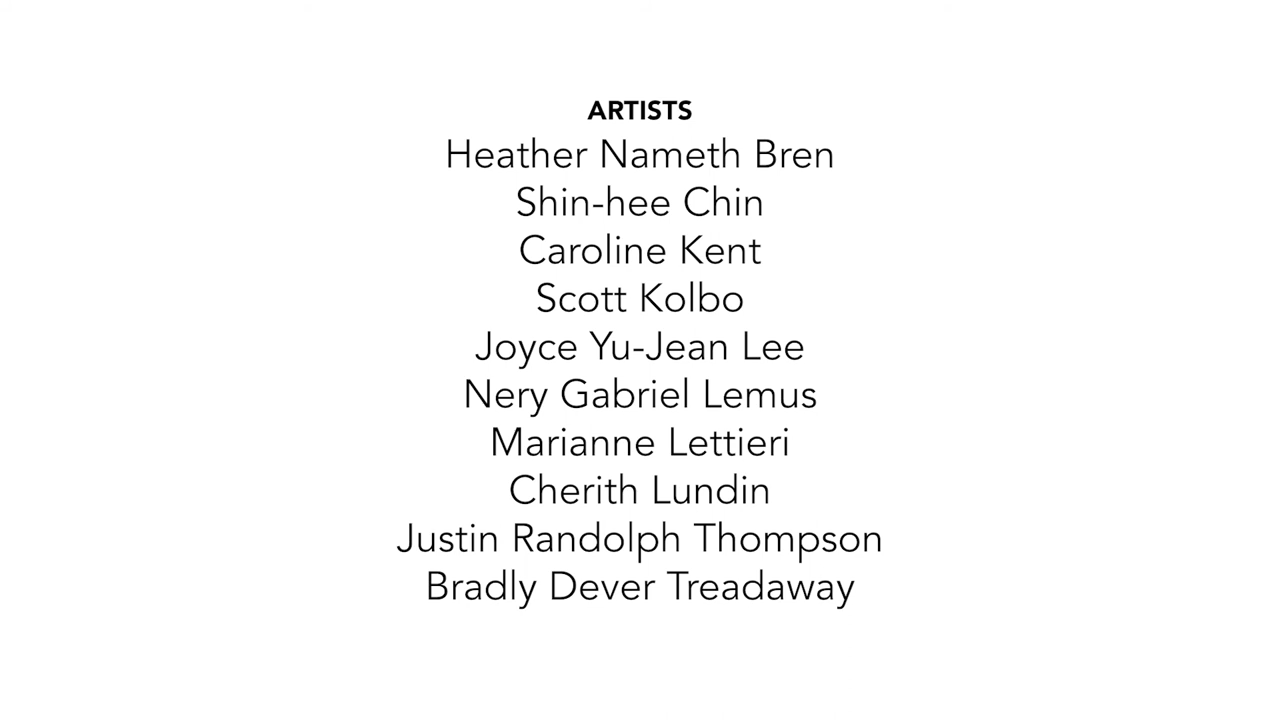 ARTISTS
Heather Nameth Bren
Shin-hee Chin
Caroline Kent
Scott Kolbo
Joyce Yu-Jean Lee
Nery Gabriel Lemus
Marianne Lettieri
Cherith Lundin
Justin Randolph Thompson
Bradly Dever Treadaway